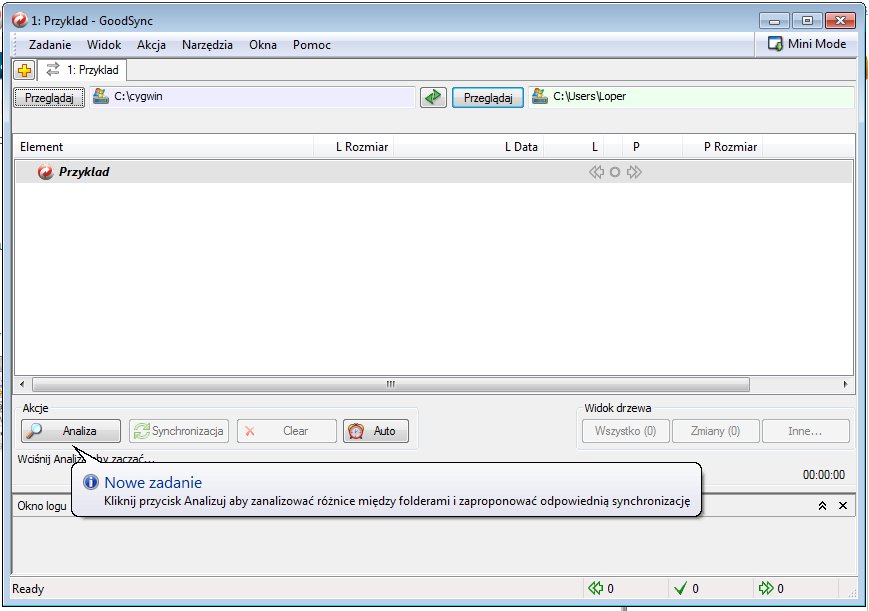 1: Przyklad - GoodSync
Zadanie Widok Akcja Narzędzia Okna Pomoc Mini Mode
1: Przyklad
Przeglądaj C:\cygwin Przeglądaj C:\Users\Loper
Element L Rozmiar L Data L P P Rozmiar
Przyklad
Akcje Widok drzewa
Analiza Synchronizacja Clear Auto Wszystko (0) Zmiany (0) Inne...
Wciśnij Analiza by zacząć...
Nowe zadanie
Kliknij przycisk Analizuj aby zanalizować różnice między folderami i zaproponować odpowiednią synchronizację
00:00:00
Okno logu
Ready 0 0 0